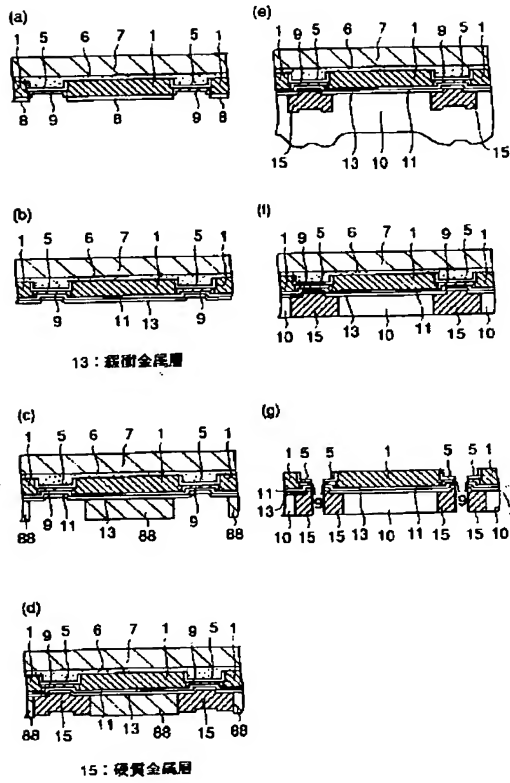 (a)
1 5 6 7 1 5 1
8 9 8 9 8
(b)
1 5 6 7 1 5 1
9 11 13 9
13：緩衝金属層
(c)
1 5 6 7 1 5 1
88 9 11 13 88 9 88
(d)
1 9 5 6 7 1 9 5 1
88 15 11 13 88 15 88
15：硬質金属層
(e)
1 9 5 6 7 1 9 5 1
15 13 10 11 15
(f)
1 9 5 6 7 1 9 5 1
10 15 13 10 11 15 10
(g)
1 5 5 1 5 5 1
11
13 9 9
10 15 15 13 10 11 15 15 10